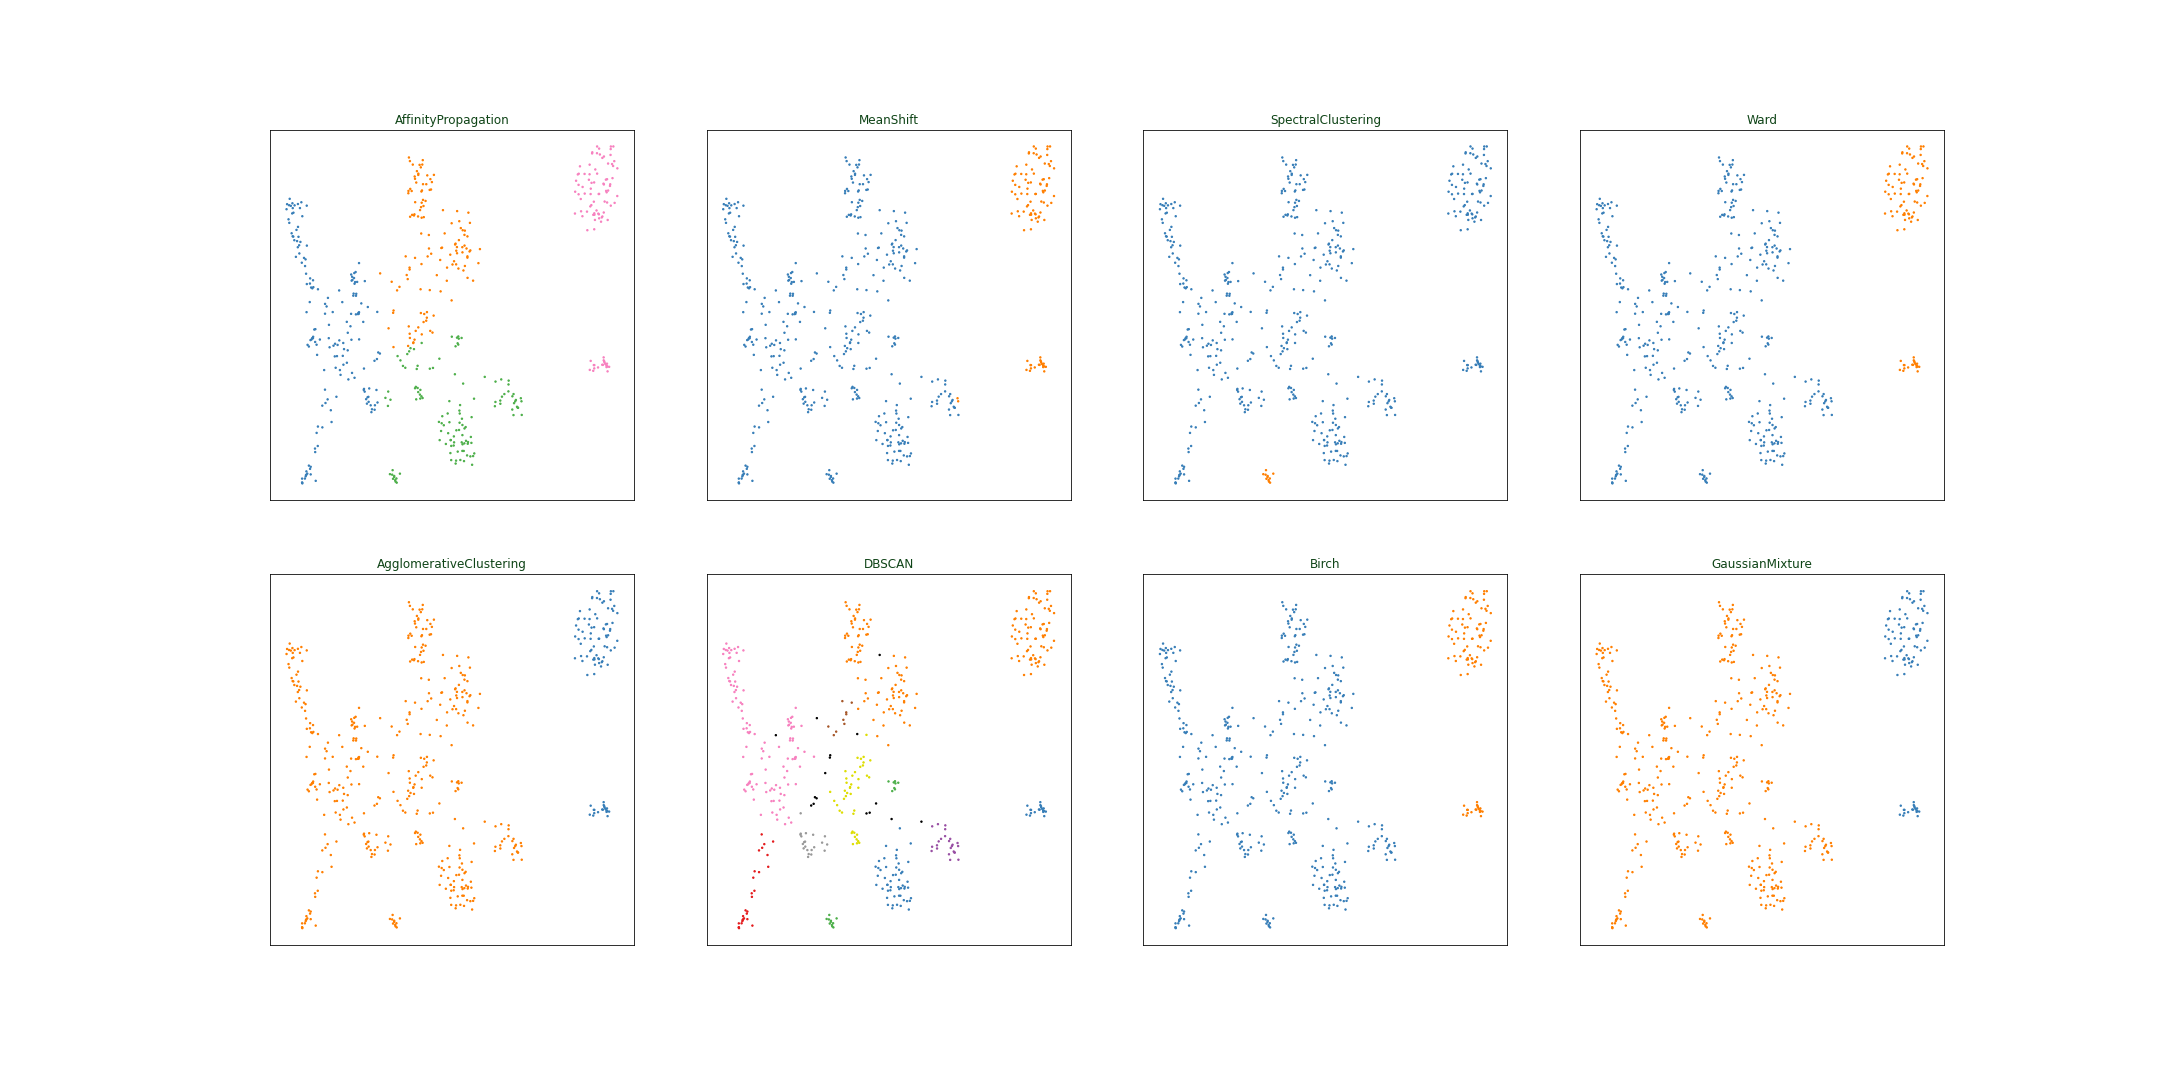 AffinityPropagation
MeanShift
SpectralClustering
Ward
AgglomerativeClustering
DBSCAN
Birch
GaussianMixture